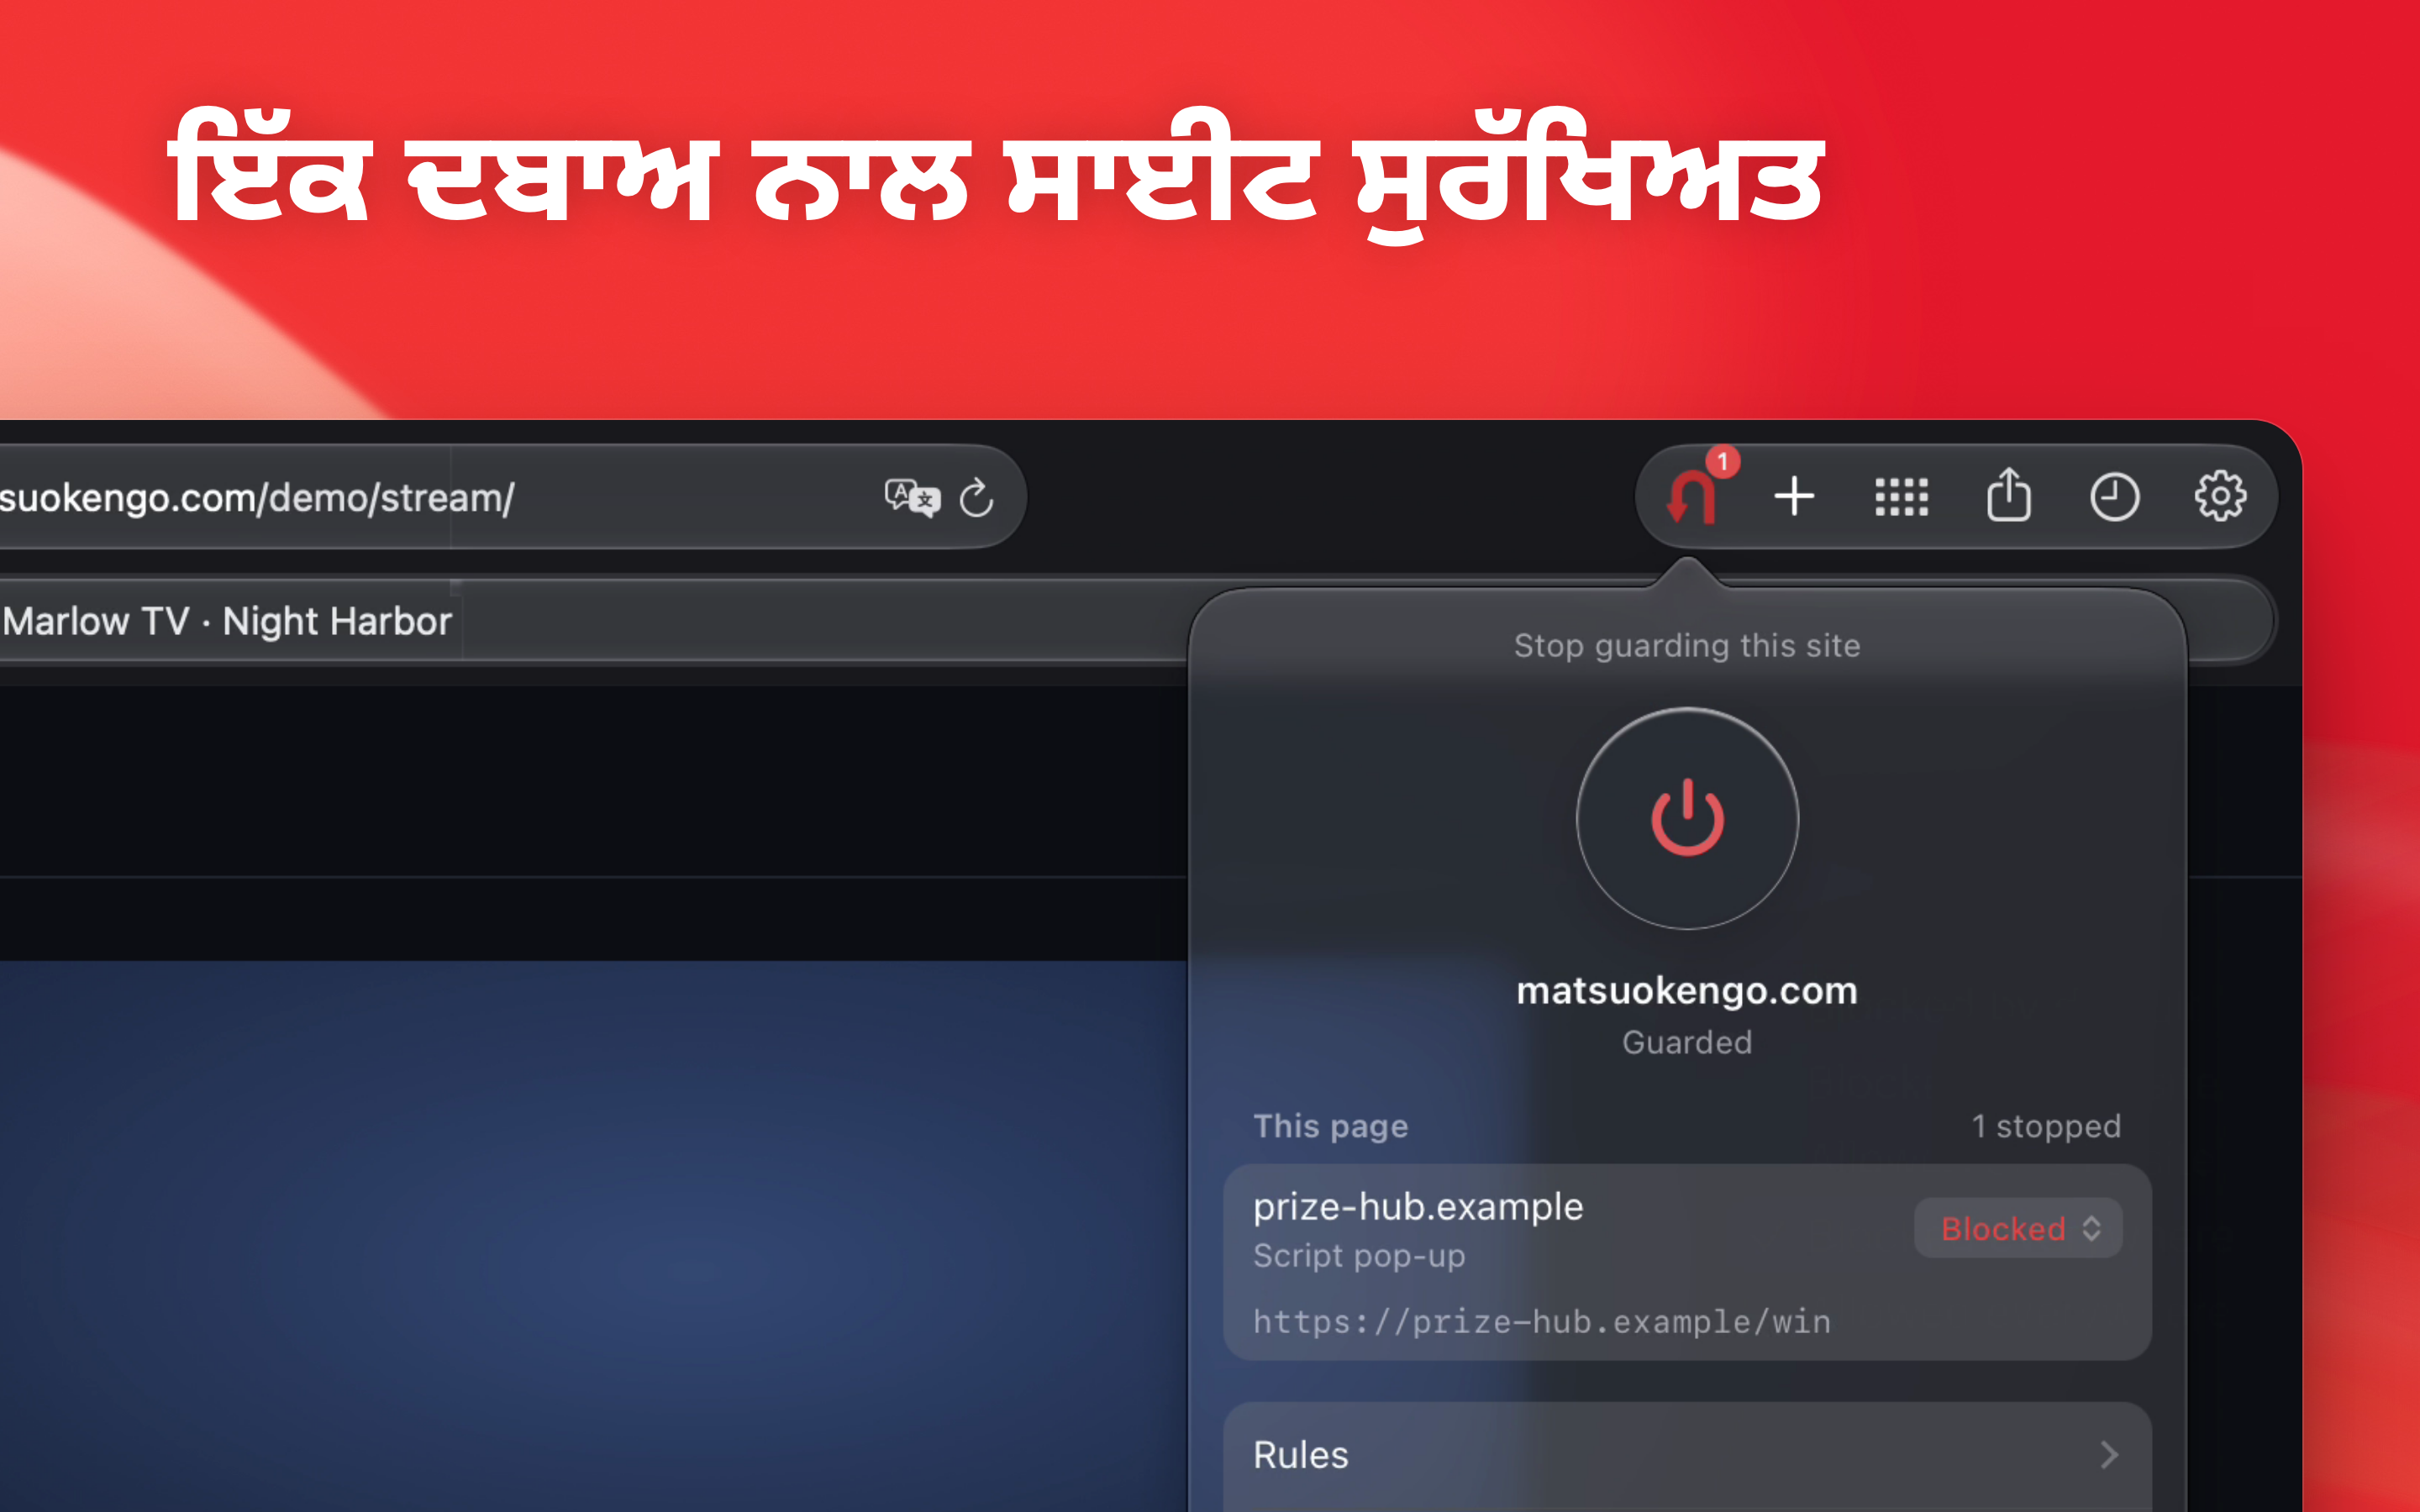 ਇੱਕ ਦਬਾਅ ਨਾਲ ਸਾਈਟ ਸੁਰੱਖਿਅਤ
suokengo.com/demo/stream/
1
Marlow TV · Night Harbor
Stop guarding this site
matsuokengo.com
Guarded
This page 1 stopped
prize-hub.example
Blocked
Script pop-up
https://prize-hub.example/win
Rules